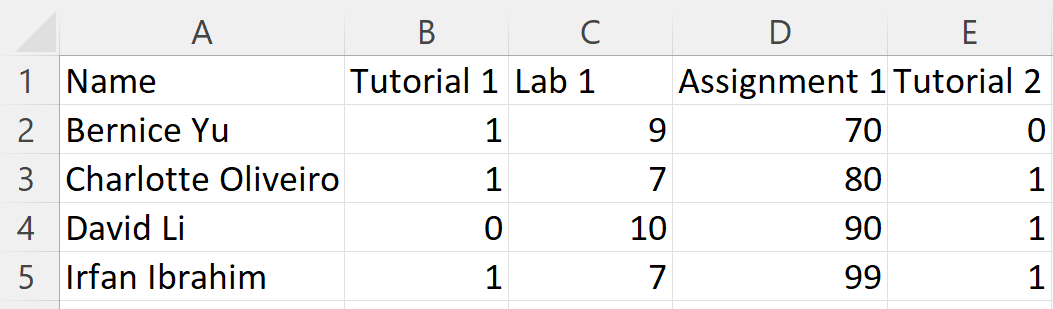 A B C D E
1 Name Tutorial 1 Lab 1 Assignment 1 Tutorial 2
2 Bernice Yu 1 9 70 0
3 Charlotte Oliveiro 1 7 80 1
4 David Li 0 10 90 1
5 Irfan Ibrahim 1 7 99 1